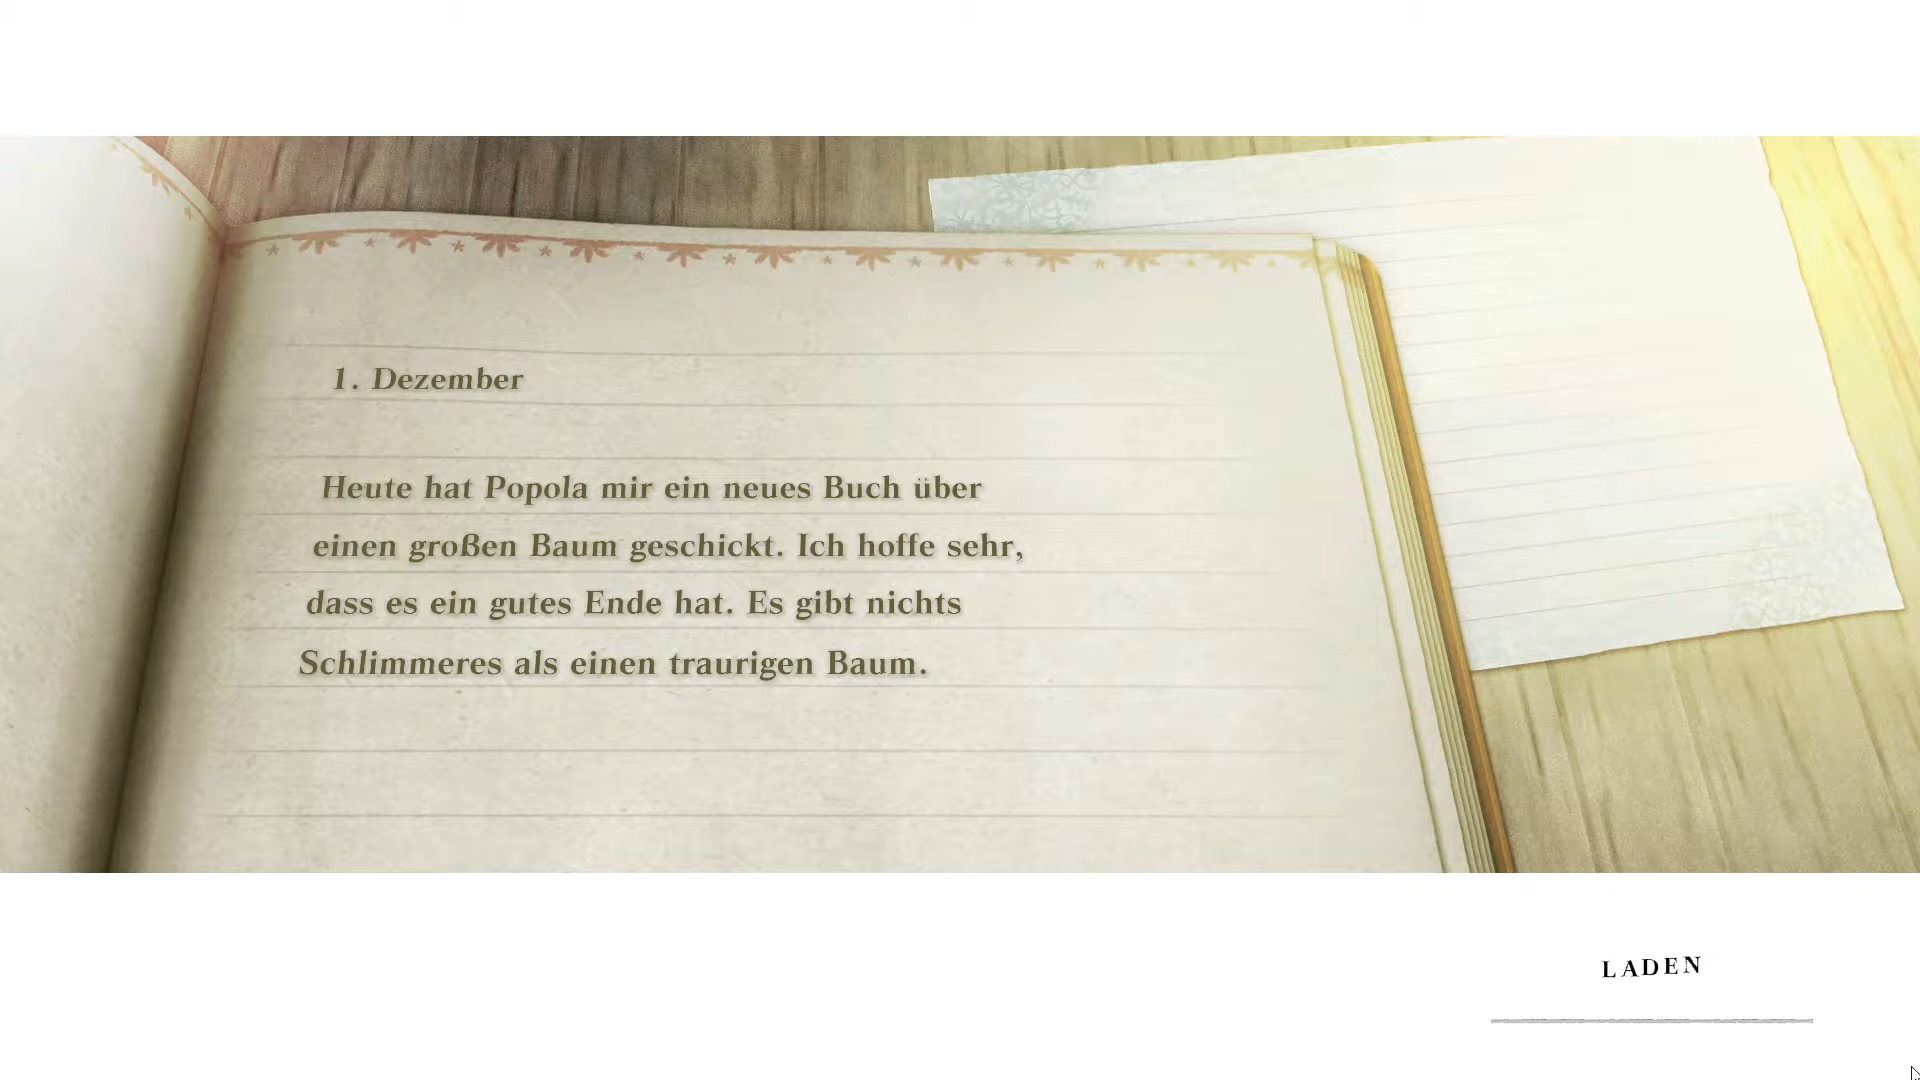 1. Dezember
Heute hat Popola mir ein neues Buch über
einen großen Baum geschickt. Ich hoffe sehr,
dass es ein gutes Ende hat. Es gibt nichts
Schlimmeres als einen traurigen Baum.
LADEN